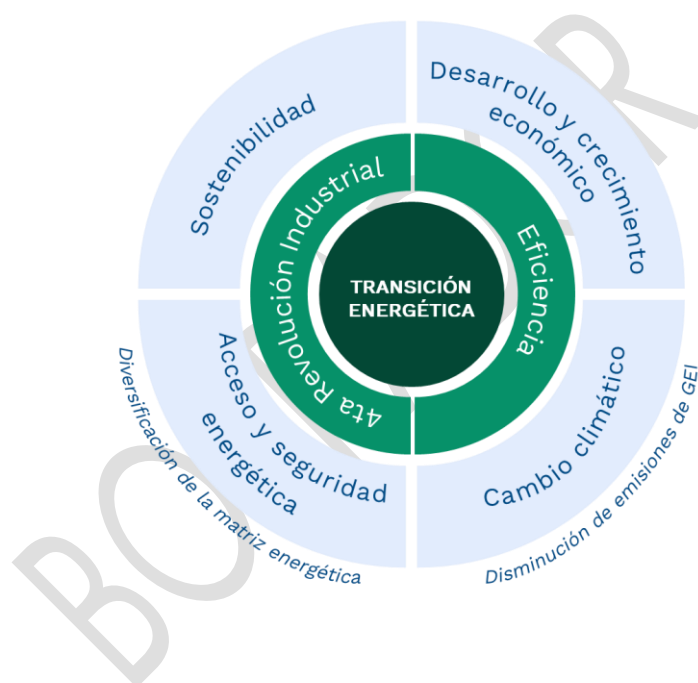 Sostenibilidad
Desarrollo y crecimiento
económico
4ta Revolución Industrial
Eficiencia
TRANSICIÓN
ENERGÉTICA
Acceso y seguridad
energética
Diversificación de la matriz energética
Cambio climático
Disminución de emisiones de GEI
BORRADOR